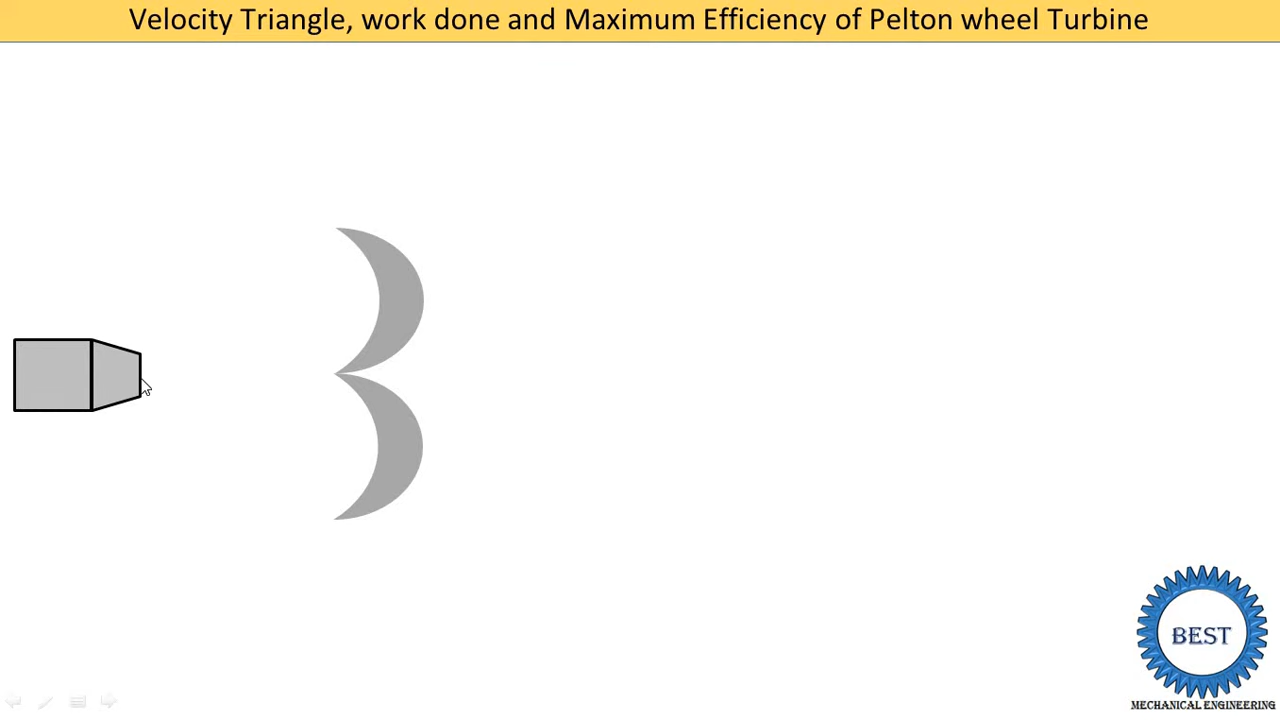 Velocity Triangle, work done and Maximum Efficiency of Pelton wheel Turbine
BEST
MECHANICAL ENGINEERING